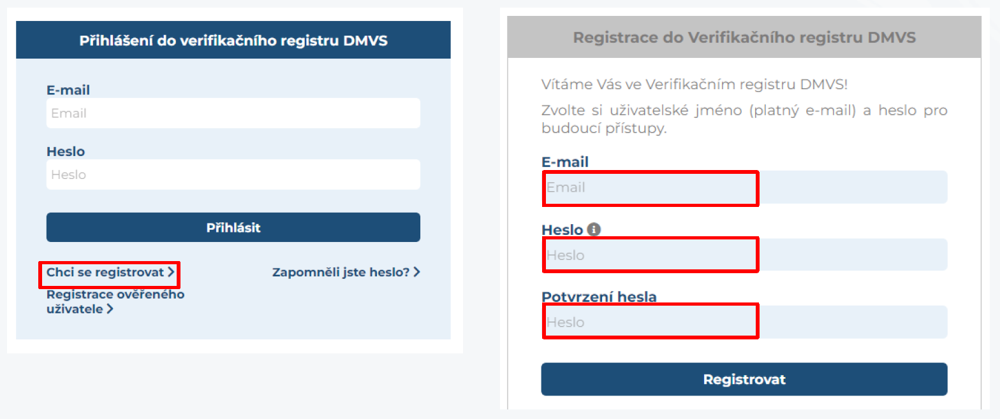 Přihlášení do verifikačního registru DMVS
E-mail
Email
Heslo
Heslo
Přihlásit
Chci se registrovat
Zapomněli jste heslo?
Registrace ověřeného
uživatele
Registrace do Verifikačního registru DMVS
Vítáme Vás ve Verifikačním registru DMVS!
Zvolte si uživatelské jméno (platný e-mail) a heslo pro
budoucí přístupy.
E-mail
Email
Heslo
Heslo
Potvrzení hesla
Heslo
Registrovat